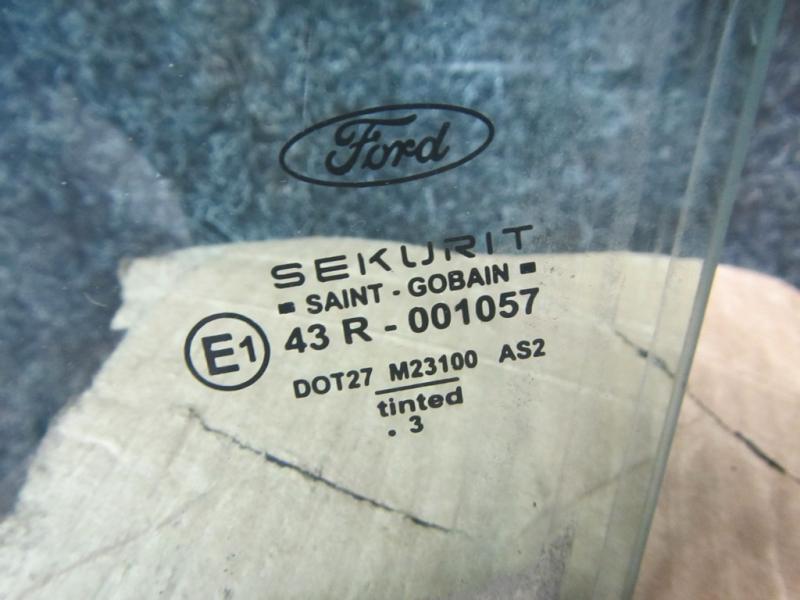 Ford
SEKURIT
SAINT - GOBAIN
E1 43 R - 001057
DOT27 M23100 AS2
tinted
. 3